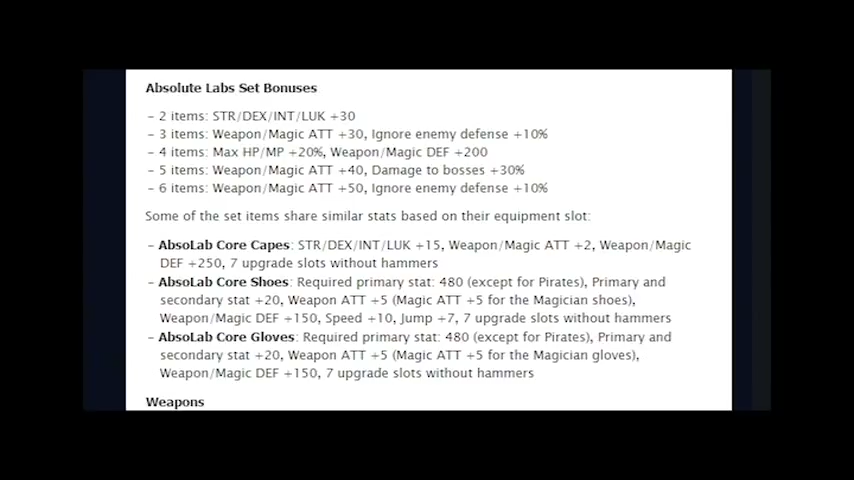 Absolute Labs Set Bonuses
– 2 items: STR/DEX/INT/LUK +30
– 3 items: Weapon/Magic ATT +30, Ignore enemy defense +10%
– 4 items: Max HP/MP +20%, Weapon/Magic DEF +200
– 5 items: Weapon/Magic ATT +40, Damage to bosses +30%
– 6 items: Weapon/Magic ATT +50, Ignore enemy defense +10%
Some of the set items share similar stats based on their equipment slot:
– AbsoLab Core Capes: STR/DEX/INT/LUK +15, Weapon/Magic ATT +2, Weapon/Magic
DEF +250, 7 upgrade slots without hammers
– AbsoLab Core Shoes: Required primary stat: 480 (except for Pirates), Primary and
secondary stat +20, Weapon ATT +5 (Magic ATT +5 for the Magician shoes),
Weapon/Magic DEF +150, Speed +10, Jump +7, 7 upgrade slots without hammers
– AbsoLab Core Gloves: Required primary stat: 480 (except for Pirates), Primary and
secondary stat +20, Weapon ATT +5 (Magic ATT +5 for the Magician gloves),
Weapon/Magic DEF +150, 7 upgrade slots without hammers
Weapons